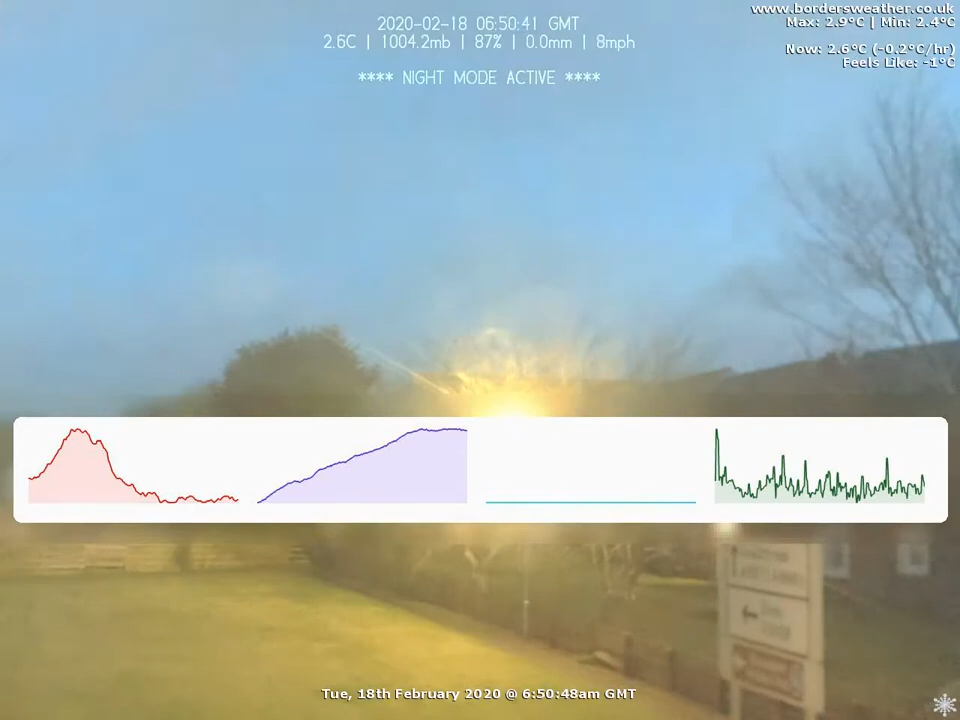 2020-02-18 06:50:41 GMT
2.6C | 1004.2mb | 87% | 0.0mm | 8mph
**** NIGHT MODE ACTIVE ****
www.bordersweather.co.uk
Max: 2.9°C | Min: 2.4°C
Now: 2.6°C (-0.2°C/hr)
Feels Like: -1°C
Tue, 18th February 2020 @ 6:50:48am GMT